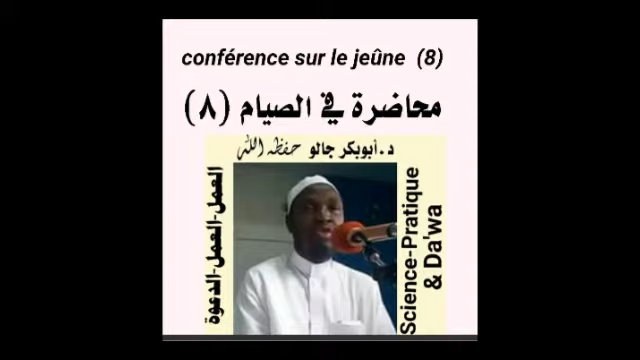 conférence sur le jeûne (8)
محاضرة في الصيام (٨)
د.أبوبكر جالو حفظه الله
العمل-العمل-الدعوة
Science-Pratique
& Da'wa